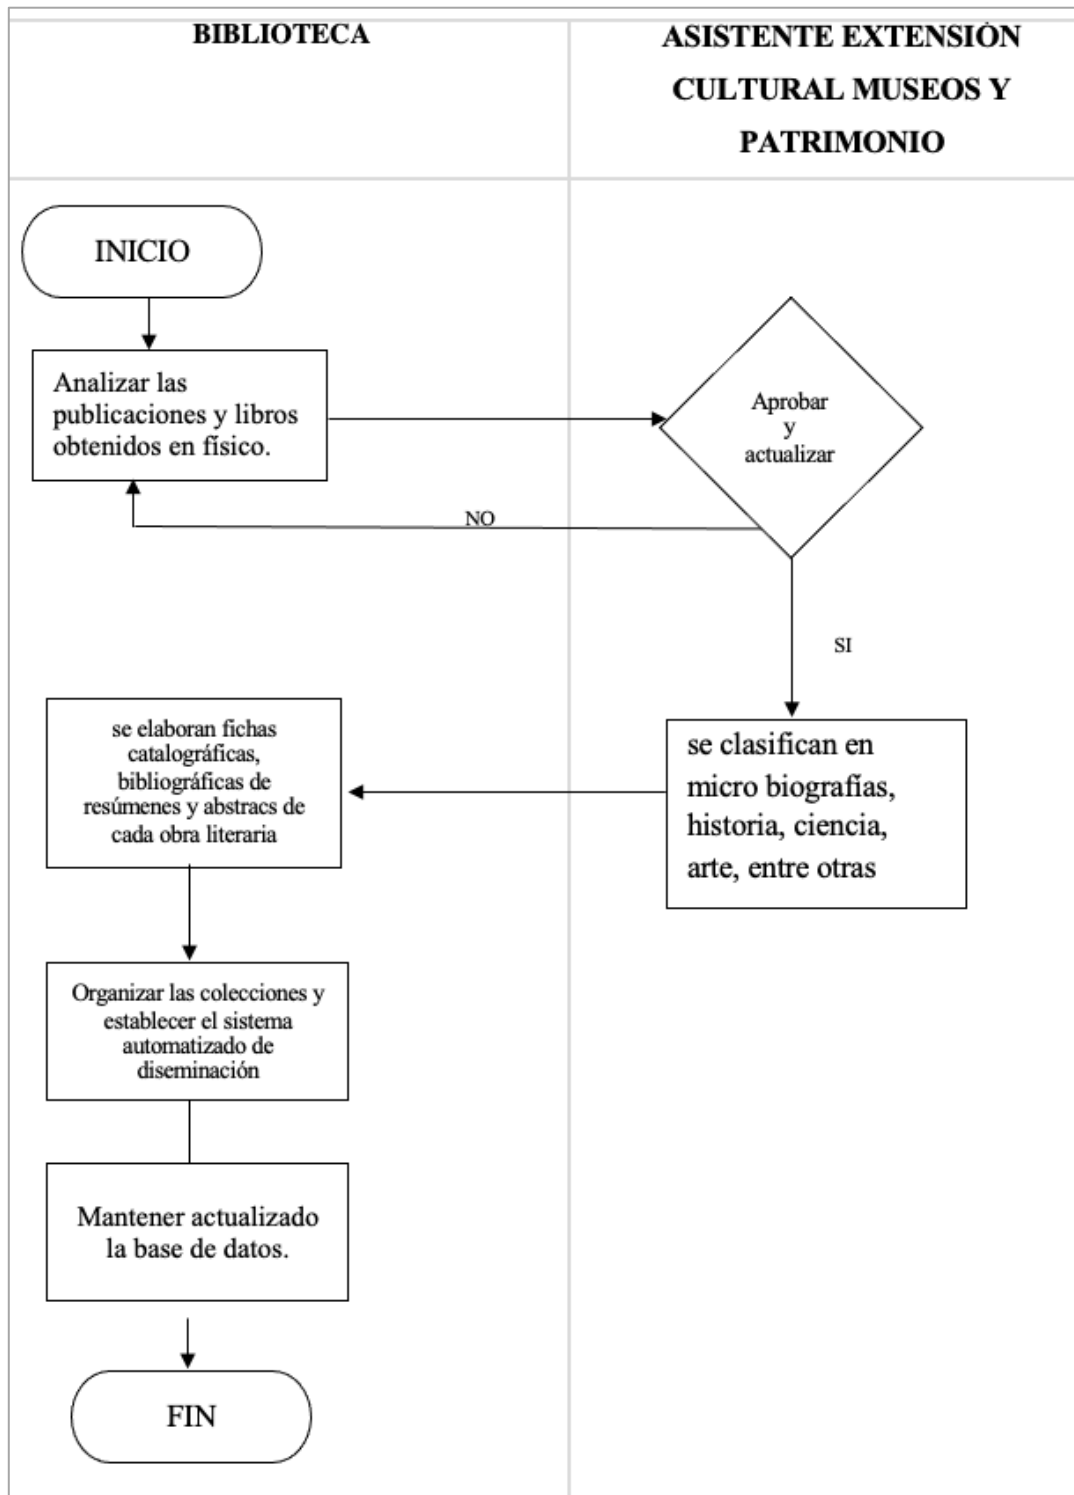 BIBLIOTECA
ASISTENTE EXTENSIÓN
CULTURAL MUSEOS Y
PATRIMONIO
INICIO
Analizar las
publicaciones y libros
obtenidos en físico.
Aprobar
y
actualizar
NO
SI
se clasifican en
micro biografías,
historia, ciencia,
arte, entre otras
se elaboran fichas
catalográficas,
bibliográficas de
resúmenes y abstracs de
cada obra literaria
Organizar las colecciones y
establecer el sistema
automatizado de
diseminación
Mantener actualizado
la base de datos.
FIN